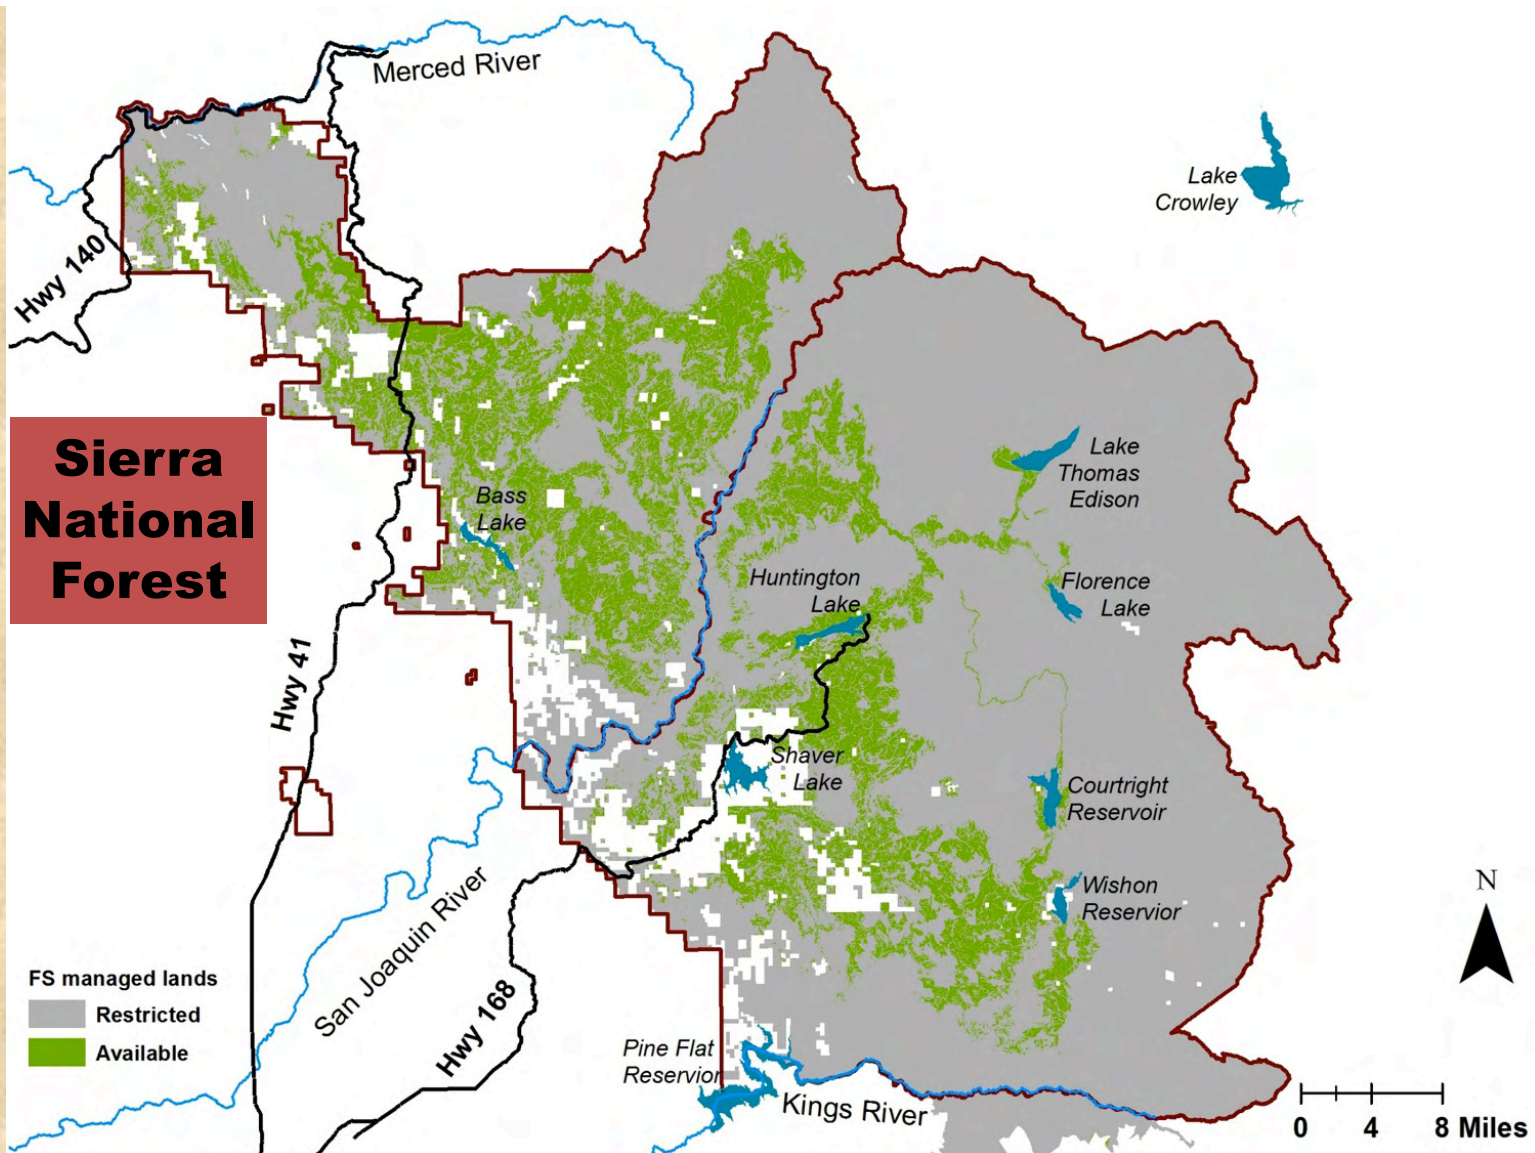 Merced River
Lake
Crowley
Hwy 140
Sierra
National
Forest
Lake
Thomas
Edison
Bass
Lake
Huntington
Lake
Florence
Lake
Hwy 41
Shaver
Lake
Courtright
Reservoir
Wishon
Reservior
N
San Joaquin River
Hwy 168
FS managed lands
Restricted
Available
Pine Flat
Reservior
Kings River
0 4 8 Miles